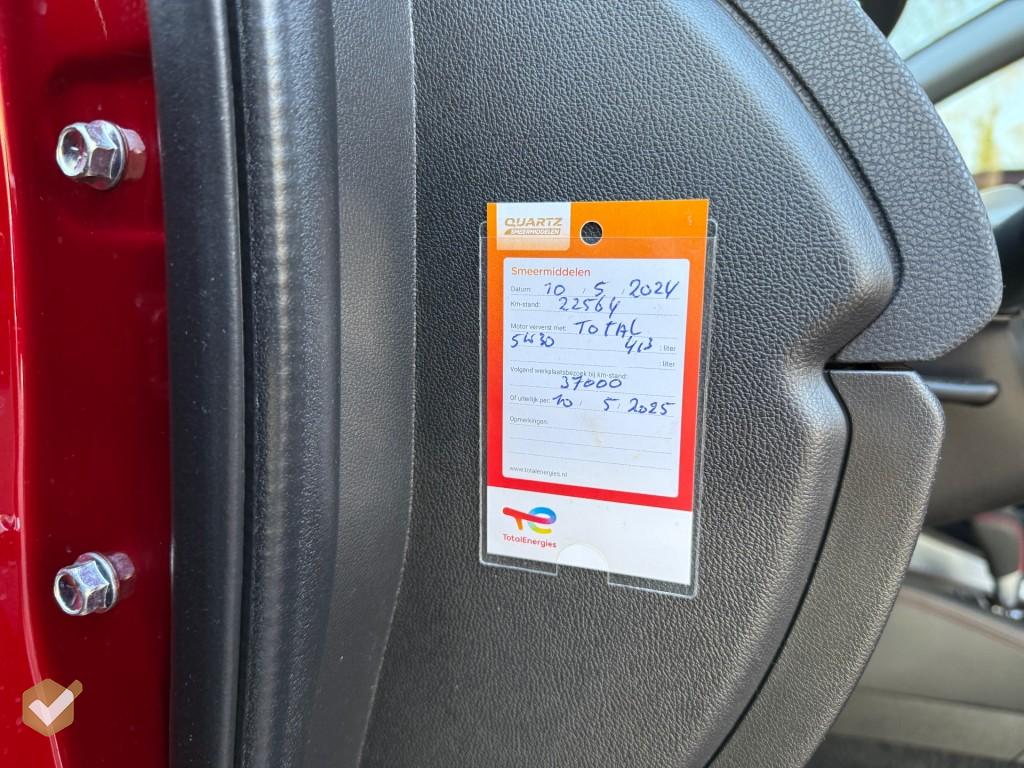 QUARTZ
SMEERMIDDELEN
Smeermiddelen
Datum: 10 / 5 / 2024
Km-stand: 22564
Motor ververst met: TOTAL
5W30 4,3 : liter
: liter
Volgend werkplaatsbezoek bij km-stand:
37000
Of uiterlijk per: 10 / 5 / 2025
Opmerkingen:
www.totalenergies.nl
TotalEnergies